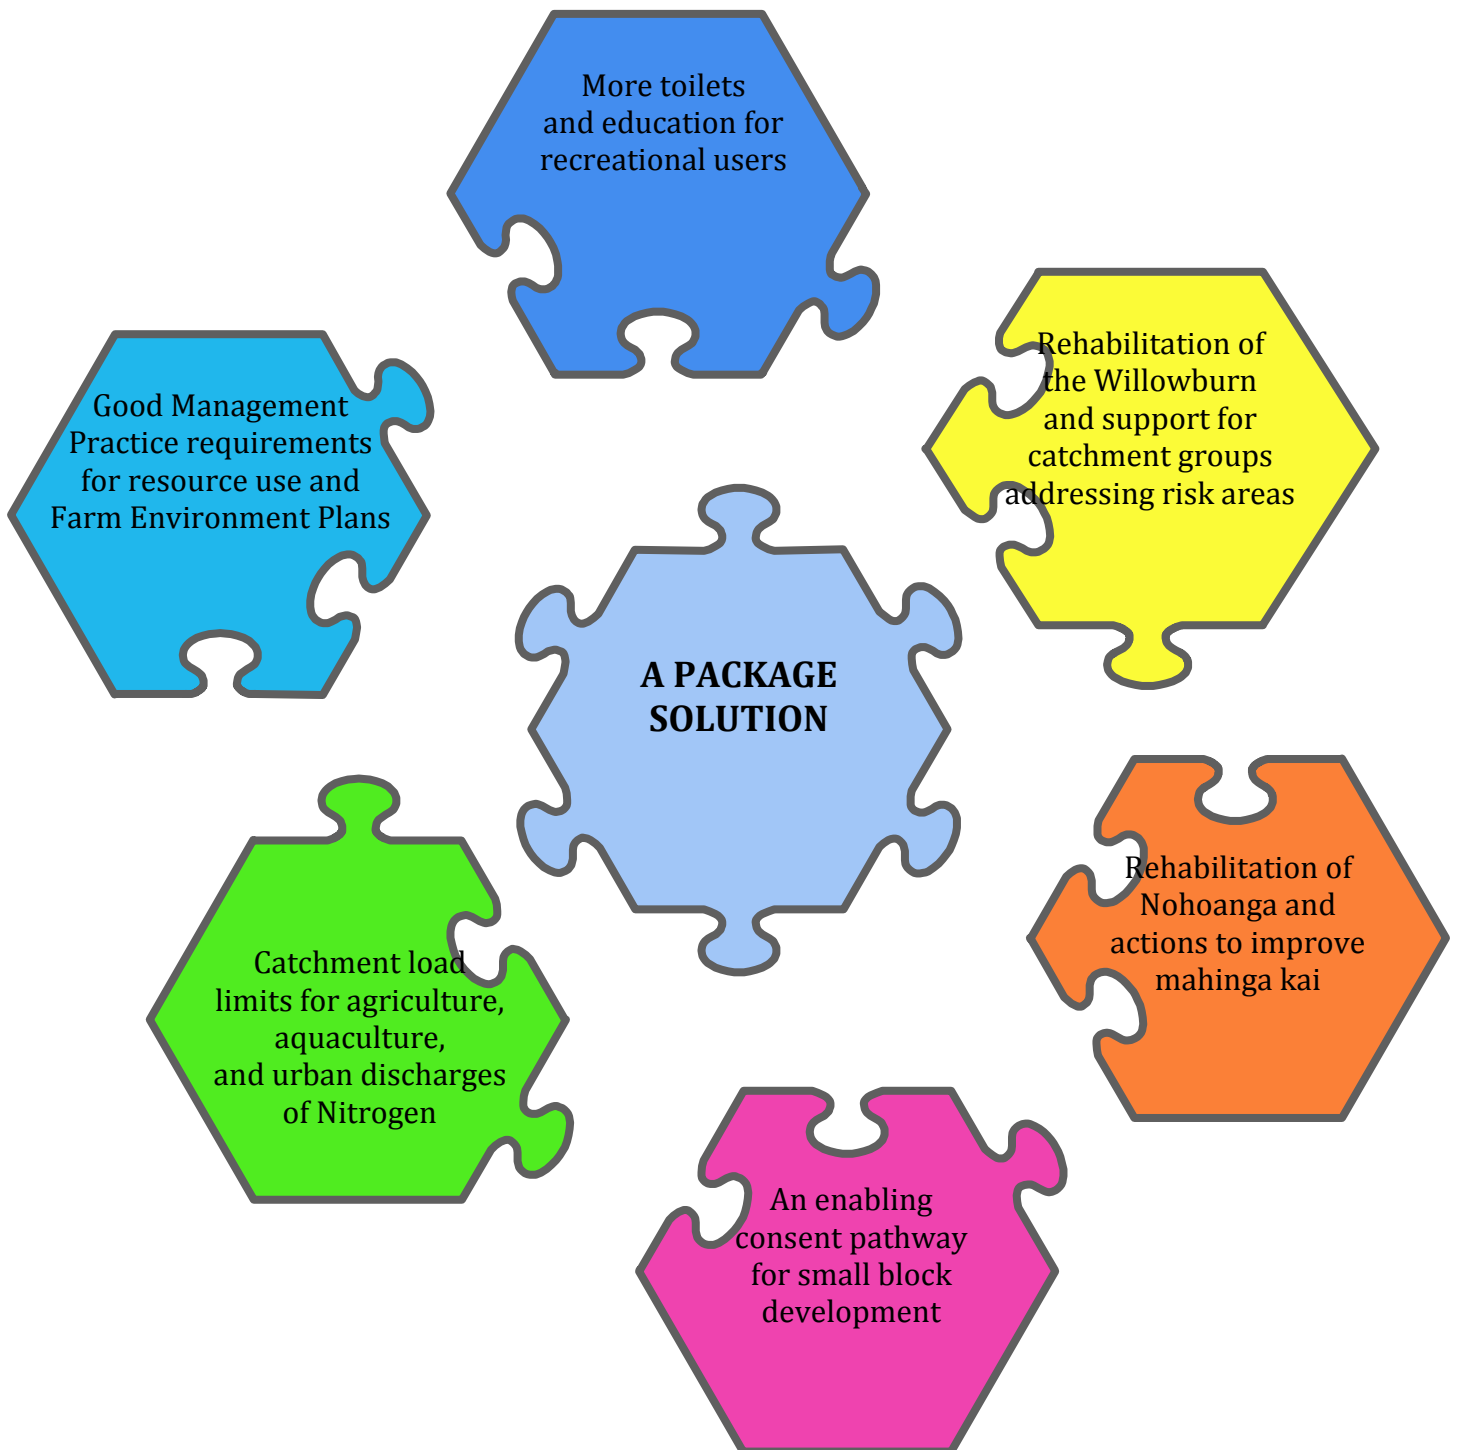 More toilets
and education for
recreational users
Rehabilitation of
the Willowburn
and support for
catchment groups
addressing risk areas
Good Management
Practice requirements
for resource use and
Farm Environment Plans
A PACKAGE
SOLUTION
Rehabilitation of
Nohoanga and
actions to improve
mahinga kai
Catchment load
limits for agriculture,
aquaculture,
and urban discharges
of Nitrogen
An enabling
consent pathway
for small block
development